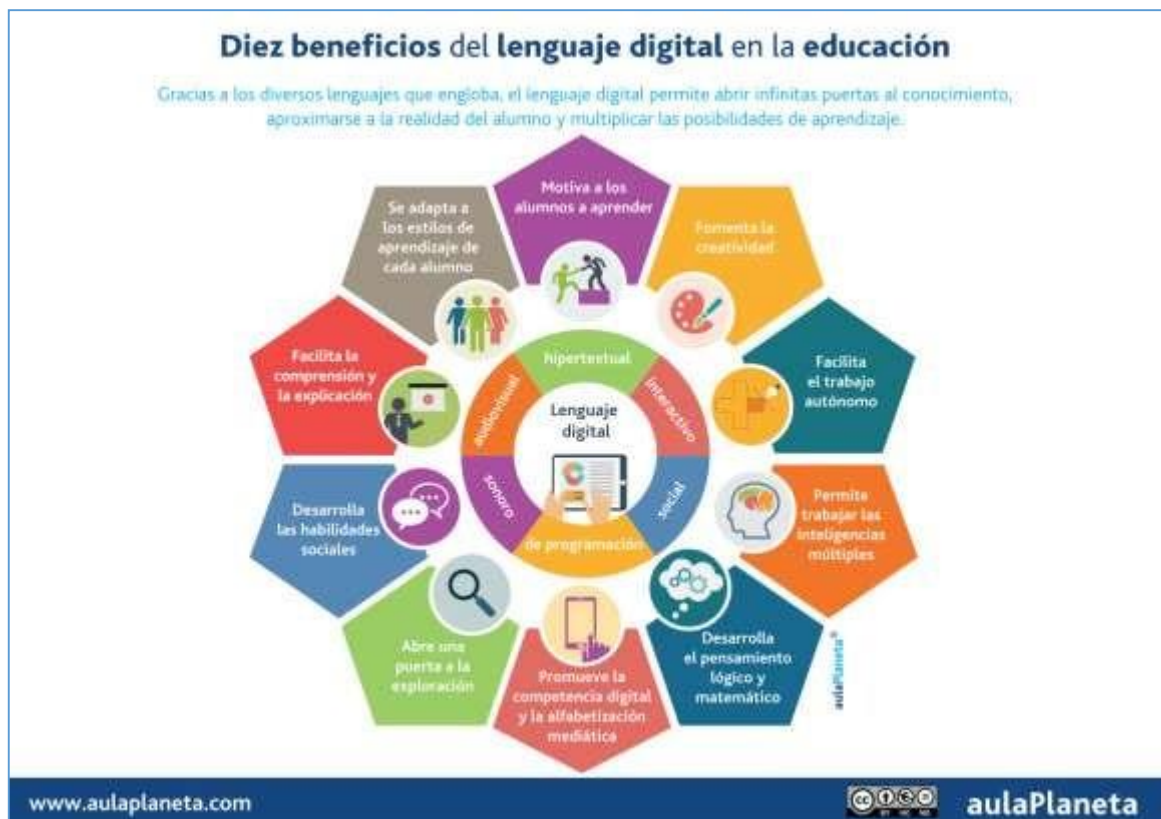 Diez beneficios del lenguaje digital en la educación
Gracias a los diversos lenguajes que engloba, el lenguaje digital permite abrir infinitas puertas al conocimiento,
aproximarse a la realidad del alumno y multiplicar las posibilidades de aprendizaje.
Motiva a los
alumnos a aprender
Fomenta la
creatividad
Facilita
el trabajo
autónomo
Permite
trabajar las
inteligencias
múltiples
Desarrolla
el pensamiento
lógico y
matemático
Promueve la
competencia digital
y la alfabetización
mediática
Abre una
puerta a la
exploración
Desarrolla
las habilidades
sociales
Facilita la
comprensión y
la explicación
Se adapta a
los estilos de
aprendizaje de
cada alumno
hipertextual
interactivo
social
de programación
sonoro
audiovisual
Lenguaje
digital
aulaPlaneta
www.aulaplaneta.com
cc
BY NC ND
aulaPlaneta